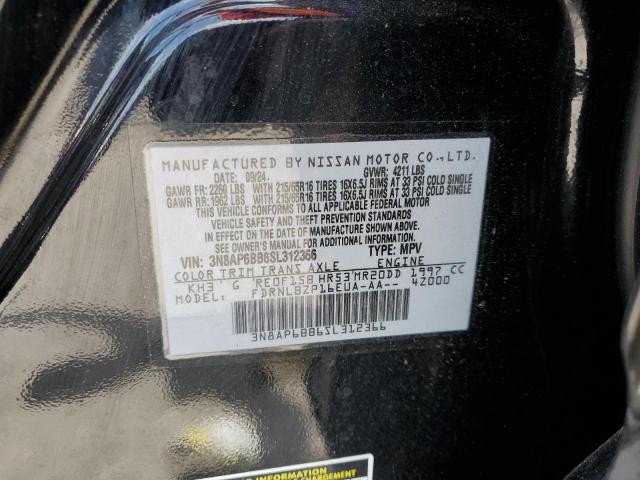 MANUFACTURED BY NISSAN MOTOR CO.,LTD.
DATE: 09/24. GVWR: 4211 LBS
GAWR FR: 2260 LBS WITH 215/65R16 TIRES 16X6.5J RIMS AT 33 PSI COLD SINGLE
GAWR RR: 1962 LBS WITH 215/65R16 TIRES 16X6.5J RIMS AT 33 PSI COLD SINGLE
THIS VEHICLE CONFORMS TO ALL APPLICABLE FEDERAL MOTOR
VEHICLE SAFETY AND THEFT PREVENTION STANDARDS
IN EFFECT ON THE DATE OF MANUFACTURE SHOWN ABOVE.
SEE OWNER'S MANUAL FOR ADDITIONAL INFORMATION.
VIN: 3N8AP6BB6SL312366 TYPE: MPV
COLOR TRIM TRANS AXLE ENGINE
KH3 G RE0F15B HR53 MR20DD 1997 CC
FDRNLBZP16EUA-AA-- 4Z000
3N8AP6BB6SL312366
INFORMATION